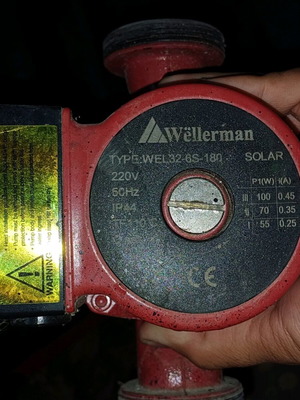 Wëllerman
TYPE:WEL32-6S-180 SOLAR
220V
50Hz
IP44
P1(W) I(A)
III 100 0.45
II 70 0.35
I 55 0.25
CE
WARNING